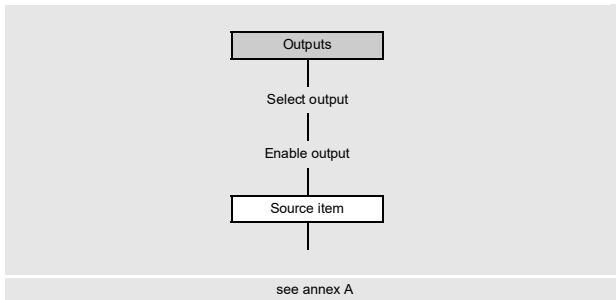 Outputs
Select output
Enable output
Source item
see annex A